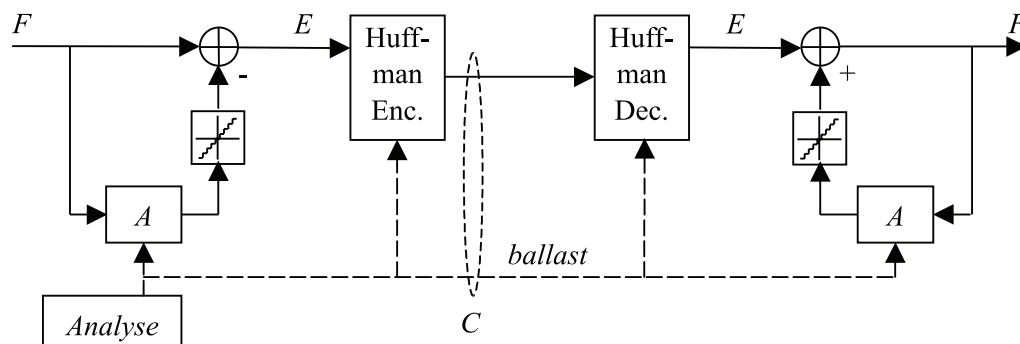 F
E
Huff-
man
Enc.
Huff-
man
Dec.
E
F
-
+
A
A
ballast
Analyse
C